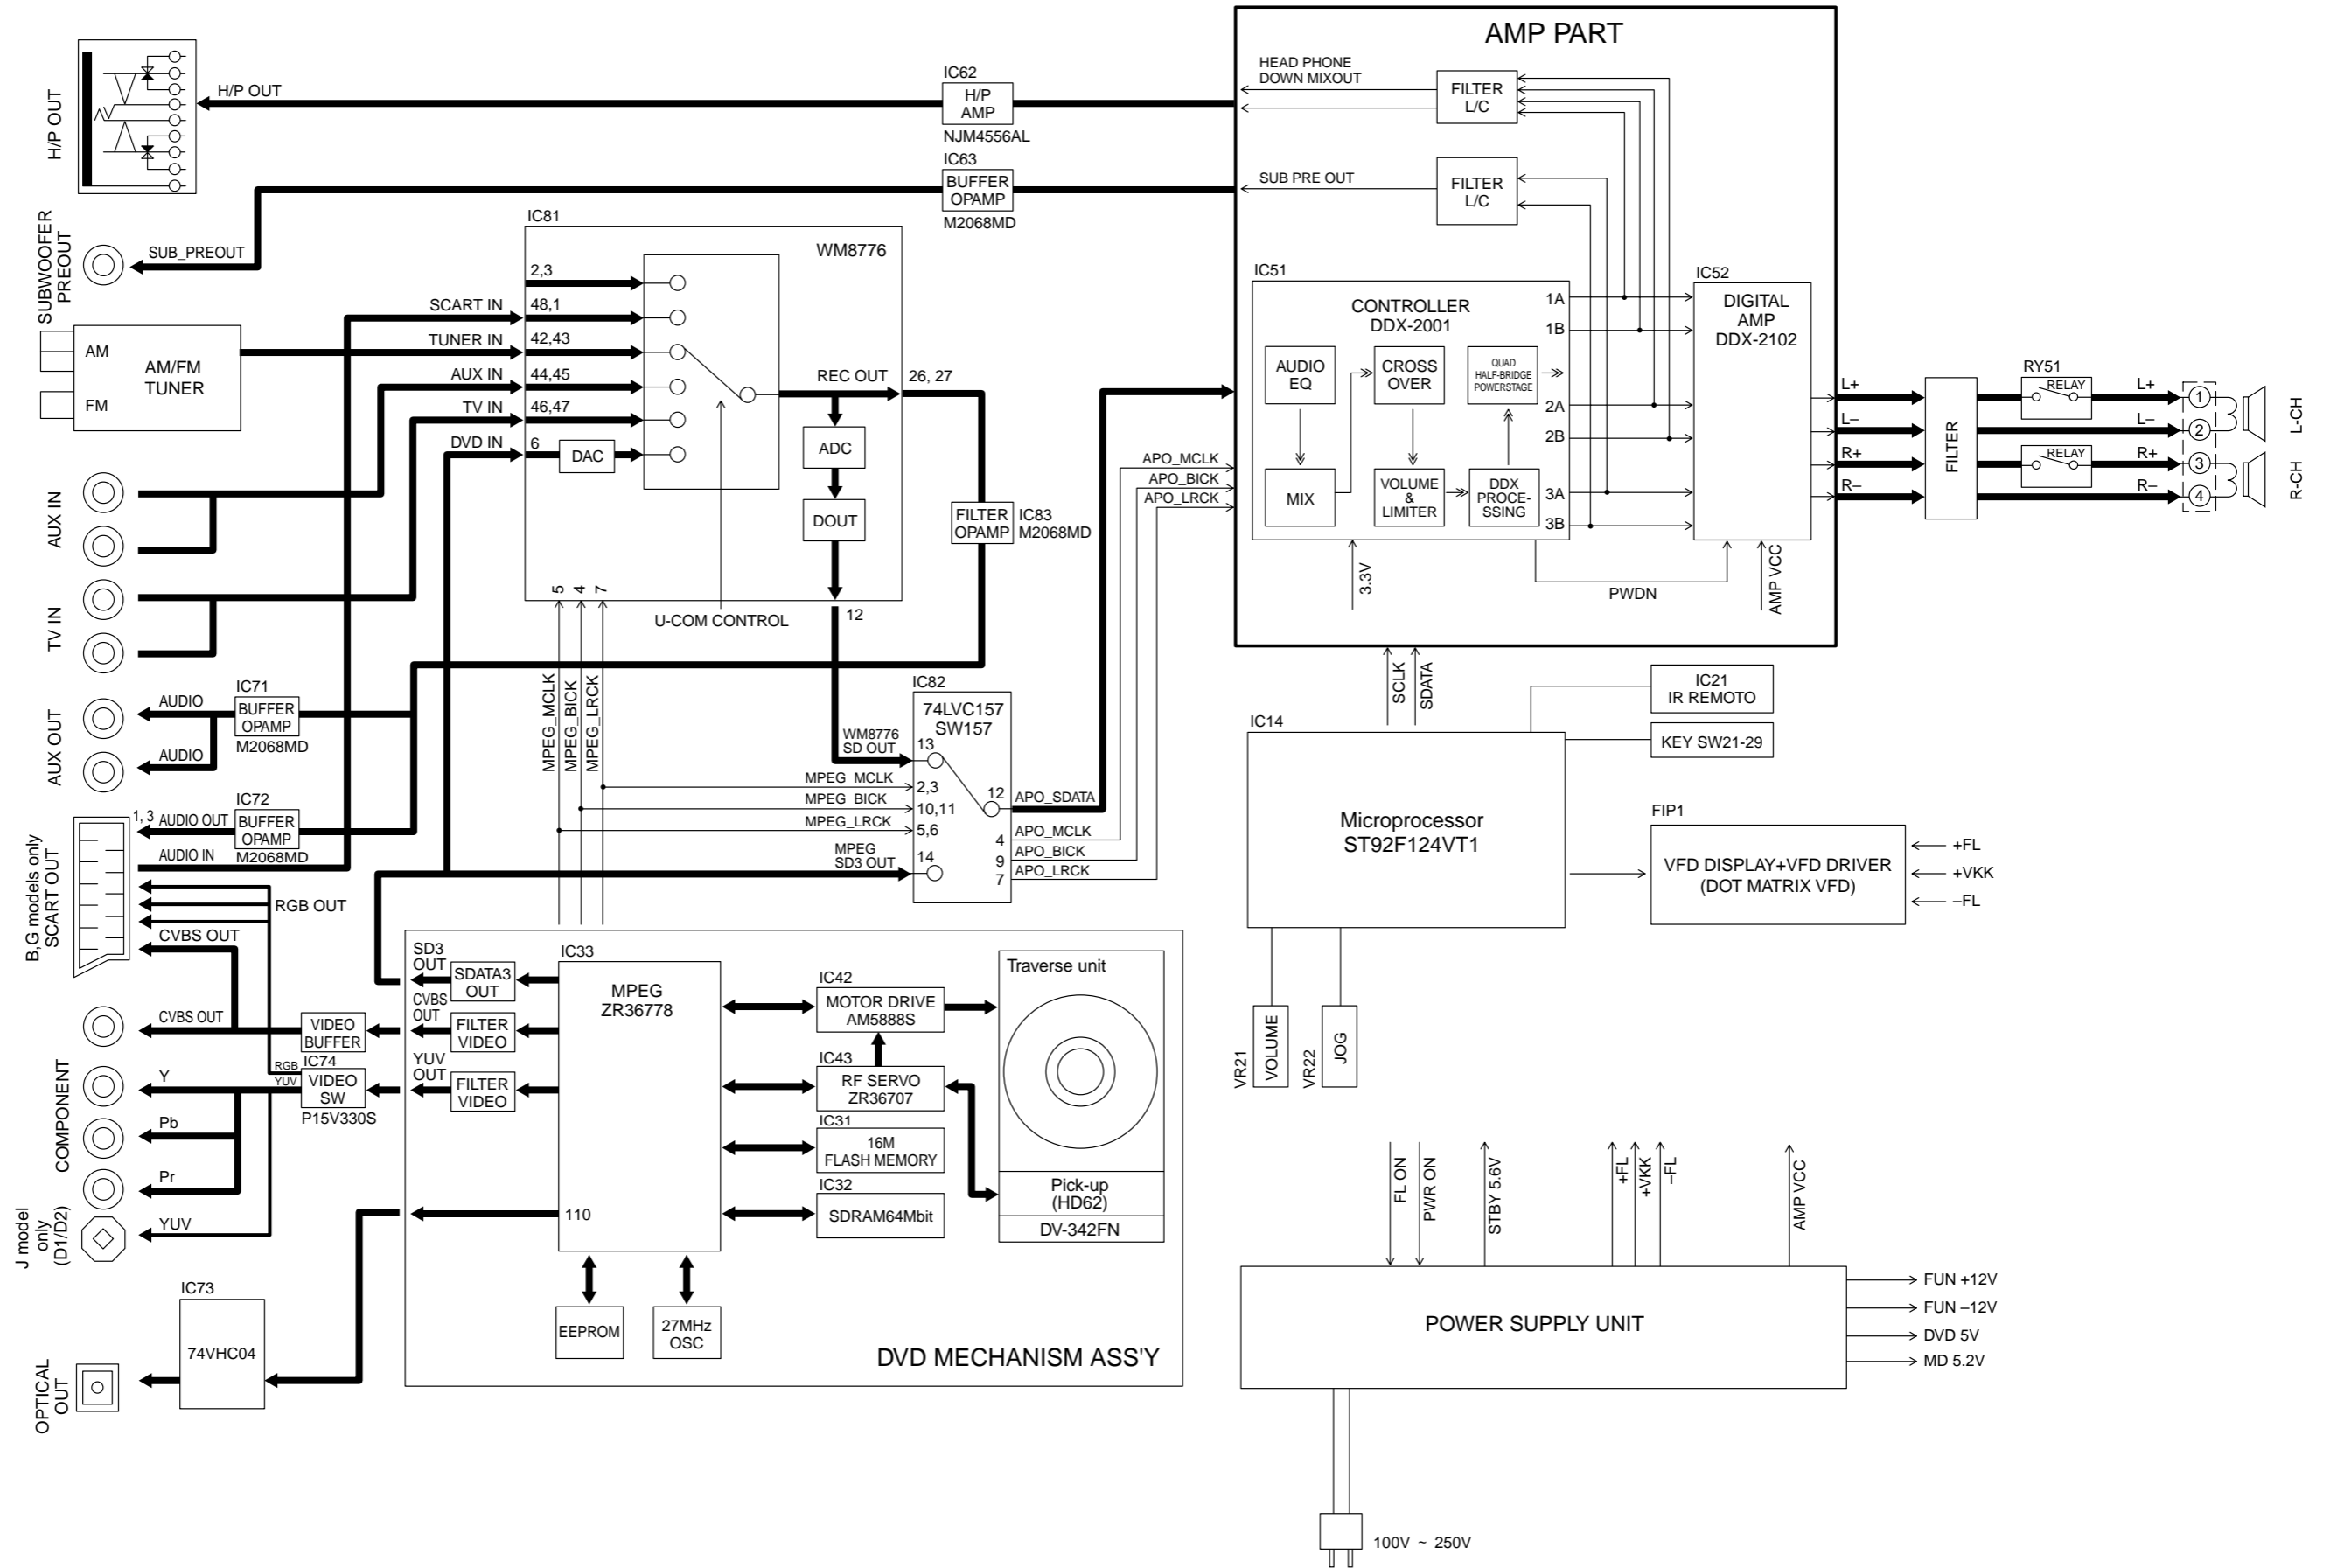 AMP PART
H/P OUT
H/P OUT
IC62
H/P
AMP
NJM4556AL
HEAD PHONE
DOWN MIXOUT
FILTER
L/C
IC63
BUFFER
OPAMP
M2068MD
SUB PRE OUT
FILTER
L/C
SUBWOOFER
PREOUT
SUB_PREOUT
IC81
WM8776
2,3
SCART IN
48,1
TUNER IN
42,43
AUX IN
44,45
TV IN
46,47
DVD IN
6
DAC
REC OUT
26, 27
ADC
DOUT
12
5
4
7
U-COM CONTROL
AM
FM
AM/FM
TUNER
AUX IN
TV IN
FILTER
OPAMP
IC83
M2068MD
IC51
CONTROLLER
DDX-2001
1A
1B
2A
2B
3A
3B
AUDIO
EQ
CROSS
OVER
QUAD
HALF-BRIDGE
POWERSTAGE
MIX
VOLUME
&
LIMITER
DDX
PROCE-
SSING
IC52
DIGITAL
AMP
DDX-2102
3.3V
PWDN
AMP VCC
APO_MCLK
APO_BICK
APO_LRCK
L+
L–
R+
R–
FILTER
RY51
RELAY
RELAY
L+
L–
R+
R–
1
2
3
4
L-CH
R-CH
SCLK
SDATA
AUX OUT
AUDIO
AUDIO
IC71
BUFFER
OPAMP
M2068MD
IC72
BUFFER
OPAMP
M2068MD
MPEG_MCLK
MPEG_BICK
MPEG_LRCK
IC82
74LVC157
SW157
WM8776
SD OUT
13
MPEG_MCLK
2,3
MPEG_BICK
10,11
MPEG_LRCK
5,6
MPEG
SD3 OUT
14
12
APO_SDATA
4
APO_MCLK
9
APO_BICK
7
APO_LRCK
B,G models only
SCART OUT
1, 3 AUDIO OUT
AUDIO IN
RGB OUT
CVBS OUT
IC14
Microprocessor
ST92F124VT1
IC21
IR REMOTO
KEY SW21-29
FIP1
VFD DISPLAY+VFD DRIVER
(DOT MATRIX VFD)
+FL
+VKK
–FL
VR21
VOLUME
VR22
JOG
COMPONENT
CVBS OUT
VIDEO
BUFFER
RGB
YUV
IC74
VIDEO
SW
P15V330S
Y
Pb
Pr
J model
only
(D1/D2)
YUV
SD3
OUT
SDATA3
OUT
CVBS
OUT
FILTER
VIDEO
YUV
OUT
FILTER
VIDEO
IC33
MPEG
ZR36778
110
IC42
MOTOR DRIVE
AM5888S
IC43
RF SERVO
ZR36707
IC31
16M
FLASH MEMORY
IC32
SDRAM64Mbit
Traverse unit
Pick-up
(HD62)
DV-342FN
EEPROM
27MHz
OSC
DVD MECHANISM ASS'Y
OPTICAL
OUT
IC73
74VHC04
FL ON
PWR ON
STBY 5.6V
+FL
+VKK
–FL
AMP VCC
POWER SUPPLY UNIT
FUN +12V
FUN –12V
DVD 5V
MD 5.2V
100V ~ 250V